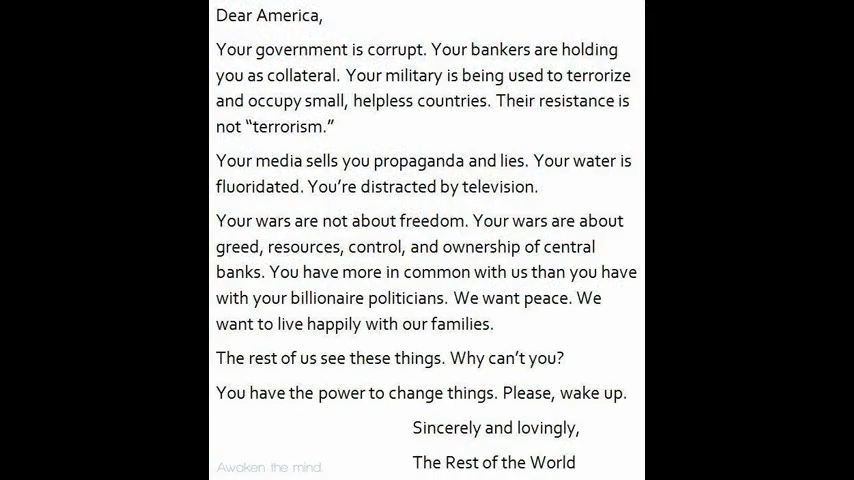 Dear America,
Your government is corrupt. Your bankers are holding
you as collateral. Your military is being used to terrorize
and occupy small, helpless countries. Their resistance is
not “terrorism.”
Your media sells you propaganda and lies. Your water is
fluoridated. You’re distracted by television.
Your wars are not about freedom. Your wars are about
greed, resources, control, and ownership of central
banks. You have more in common with us than you have
with your billionaire politicians. We want peace. We
want to live happily with our families.
The rest of us see these things. Why can’t you?
You have the power to change things. Please, wake up.
Sincerely and lovingly,
The Rest of the World
Awaken the mind.